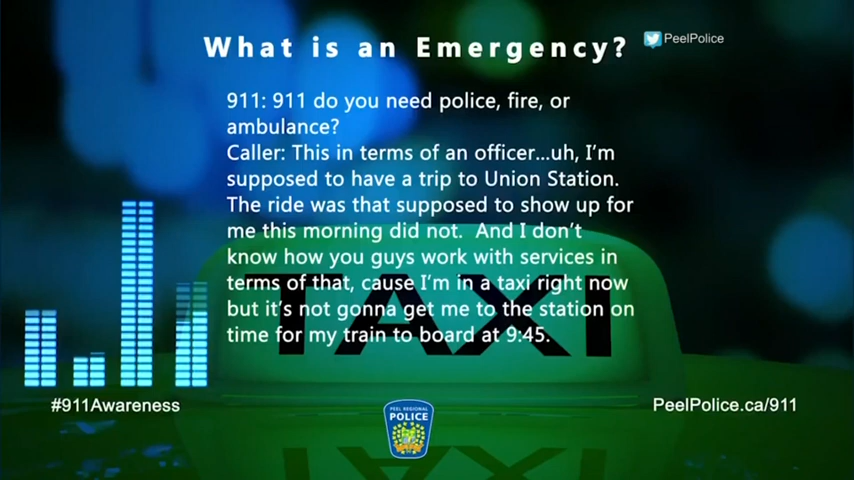 What is an Emergency?
PeelPolice
911: 911 do you need police, fire, or
ambulance?
Caller: This in terms of an officer...uh, I'm
supposed to have a trip to Union Station.
The ride was that supposed to show up for
me this morning did not.  And I don't
know how you guys work with services in
terms of that, cause I'm in a taxi right now
but it's not gonna get me to the station on
time for my train to board at 9:45.
TAXI
#911Awareness
PEEL REGIONAL
POLICE
PeelPolice.ca/911
TAXI